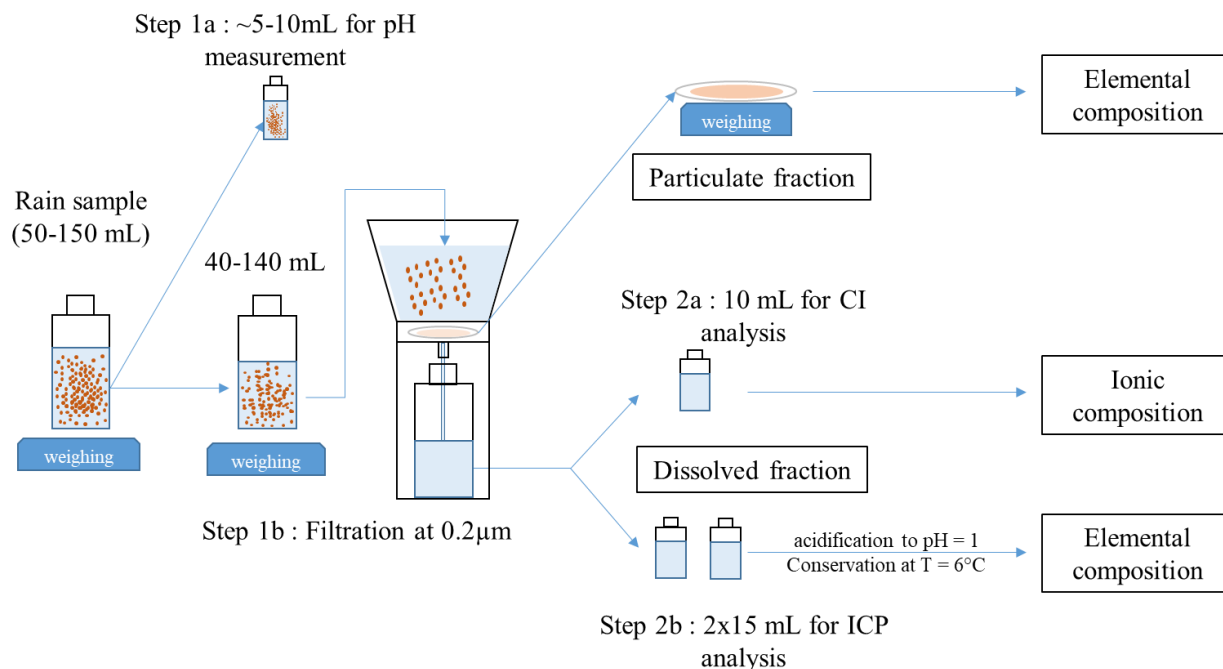 Step 1a : ~5-10mL for pH
measurement
weighing
Elemental
composition
Particulate fraction
Rain sample
(50-150 mL)
40-140 mL
weighing
weighing
Step 1b : Filtration at 0.2µm
Step 2a : 10 mL for CI
analysis
Ionic
composition
Dissolved fraction
acidification to pH = 1
Conservation at T = 6°C
Elemental
composition
Step 2b : 2x15 mL for ICP
analysis